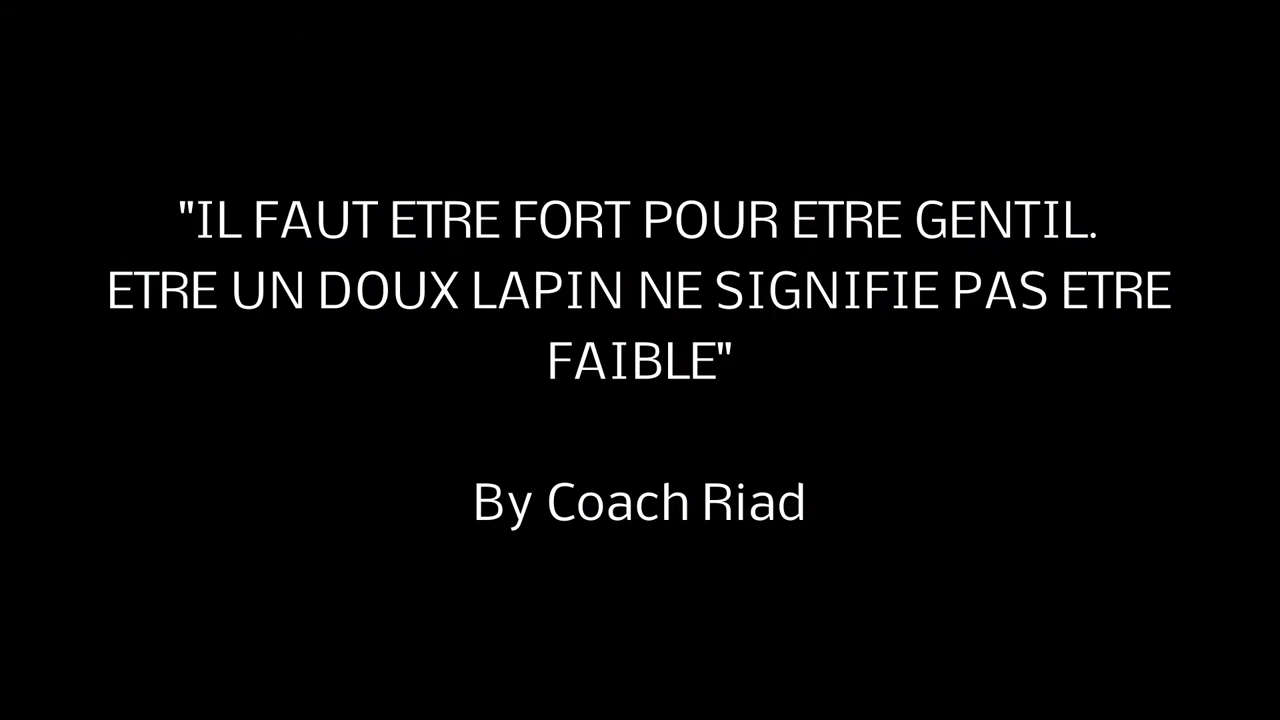 "IL FAUT ETRE FORT POUR ETRE GENTIL.
ETRE UN DOUX LAPIN NE SIGNIFIE PAS ETRE
FAIBLE"
By Coach Riad